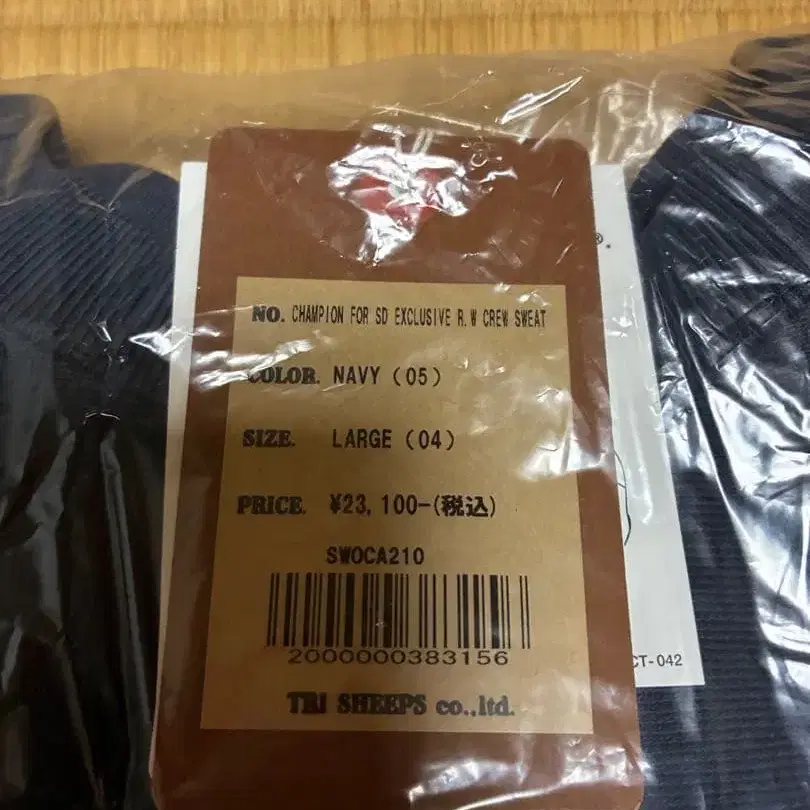 NO. CHAMPION FOR SD EXCLUSIVE R.W CREW SWEAT
COLOR. NAVY (05)
SIZE. LARGE (04)
PRICE. ¥23,100-(税込)
SWOCA210
2000000383156
TRI SHEEPS co.,ltd.
CT-042